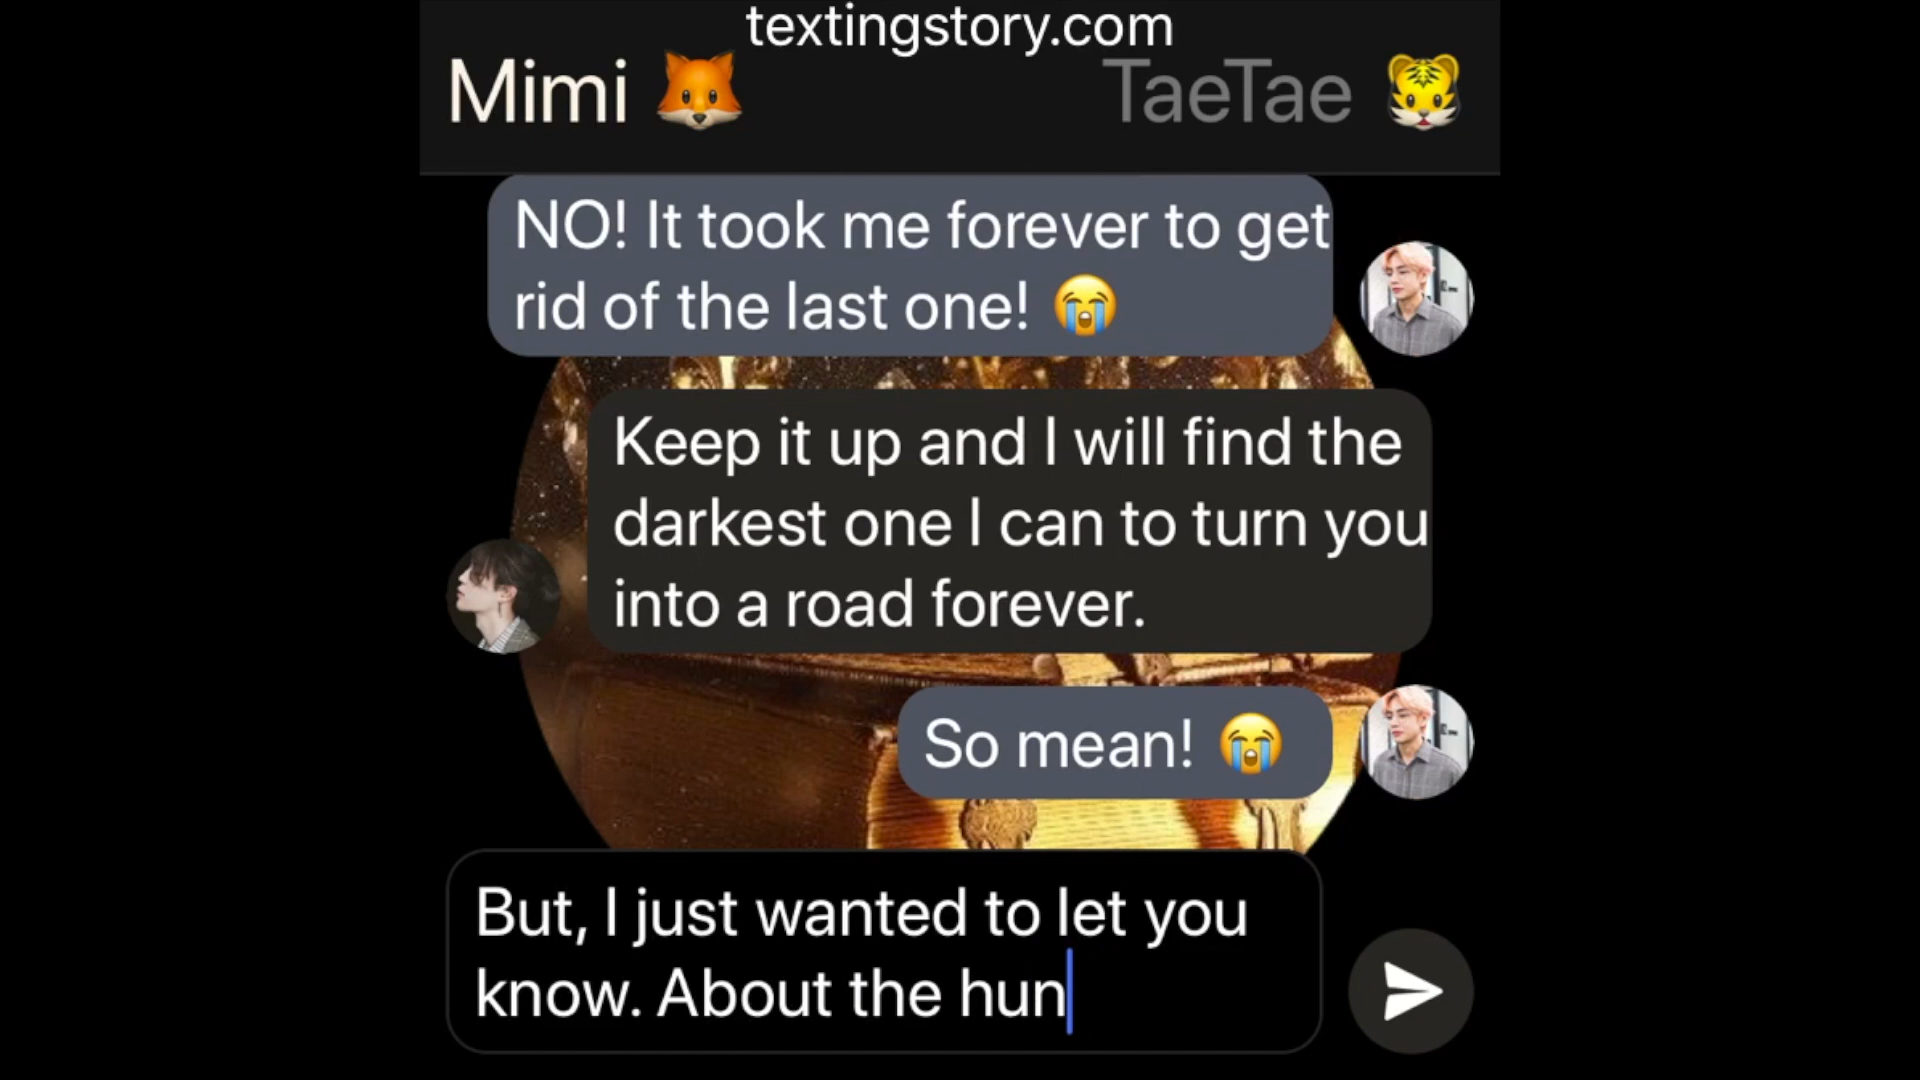 textingstory.com
Mimi 🦊
TaeTae 🐯
NO! It took me forever to get
rid of the last one! 😭
Keep it up and I will find the
darkest one I can to turn you
into a road forever.
So mean! 😭
But, I just wanted to let you
know. About the hun